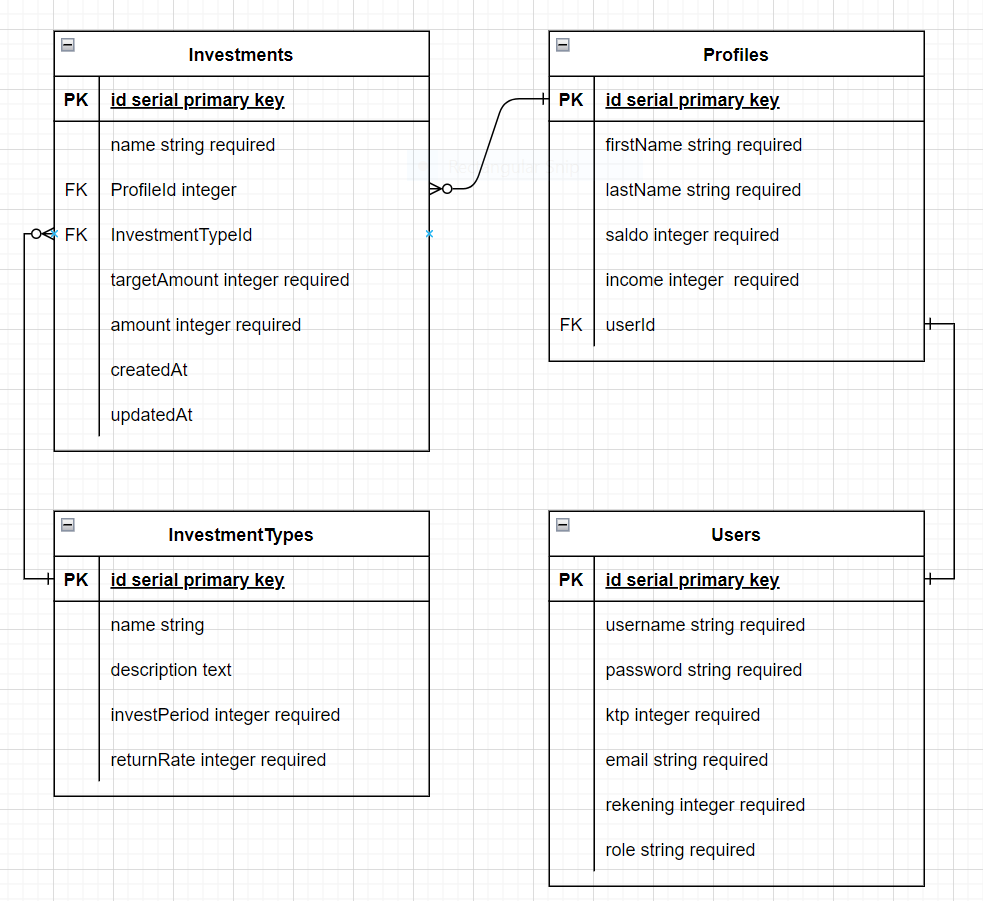 Investments
PK id serial primary key
name string required
FK ProfileId integer
FK InvestmentTypeId
targetAmount integer required
amount integer required
createdAt
updatedAt
Profiles
PK id serial primary key
firstName string required
lastName string required
saldo integer required
income integer  required
FK userId
InvestmentTypes
PK id serial primary key
name string
description text
investPeriod integer required
returnRate integer required
Users
PK id serial primary key
username string required
password string required
ktp integer required
email string required
rekening integer required
role string required
Rectangular Snip